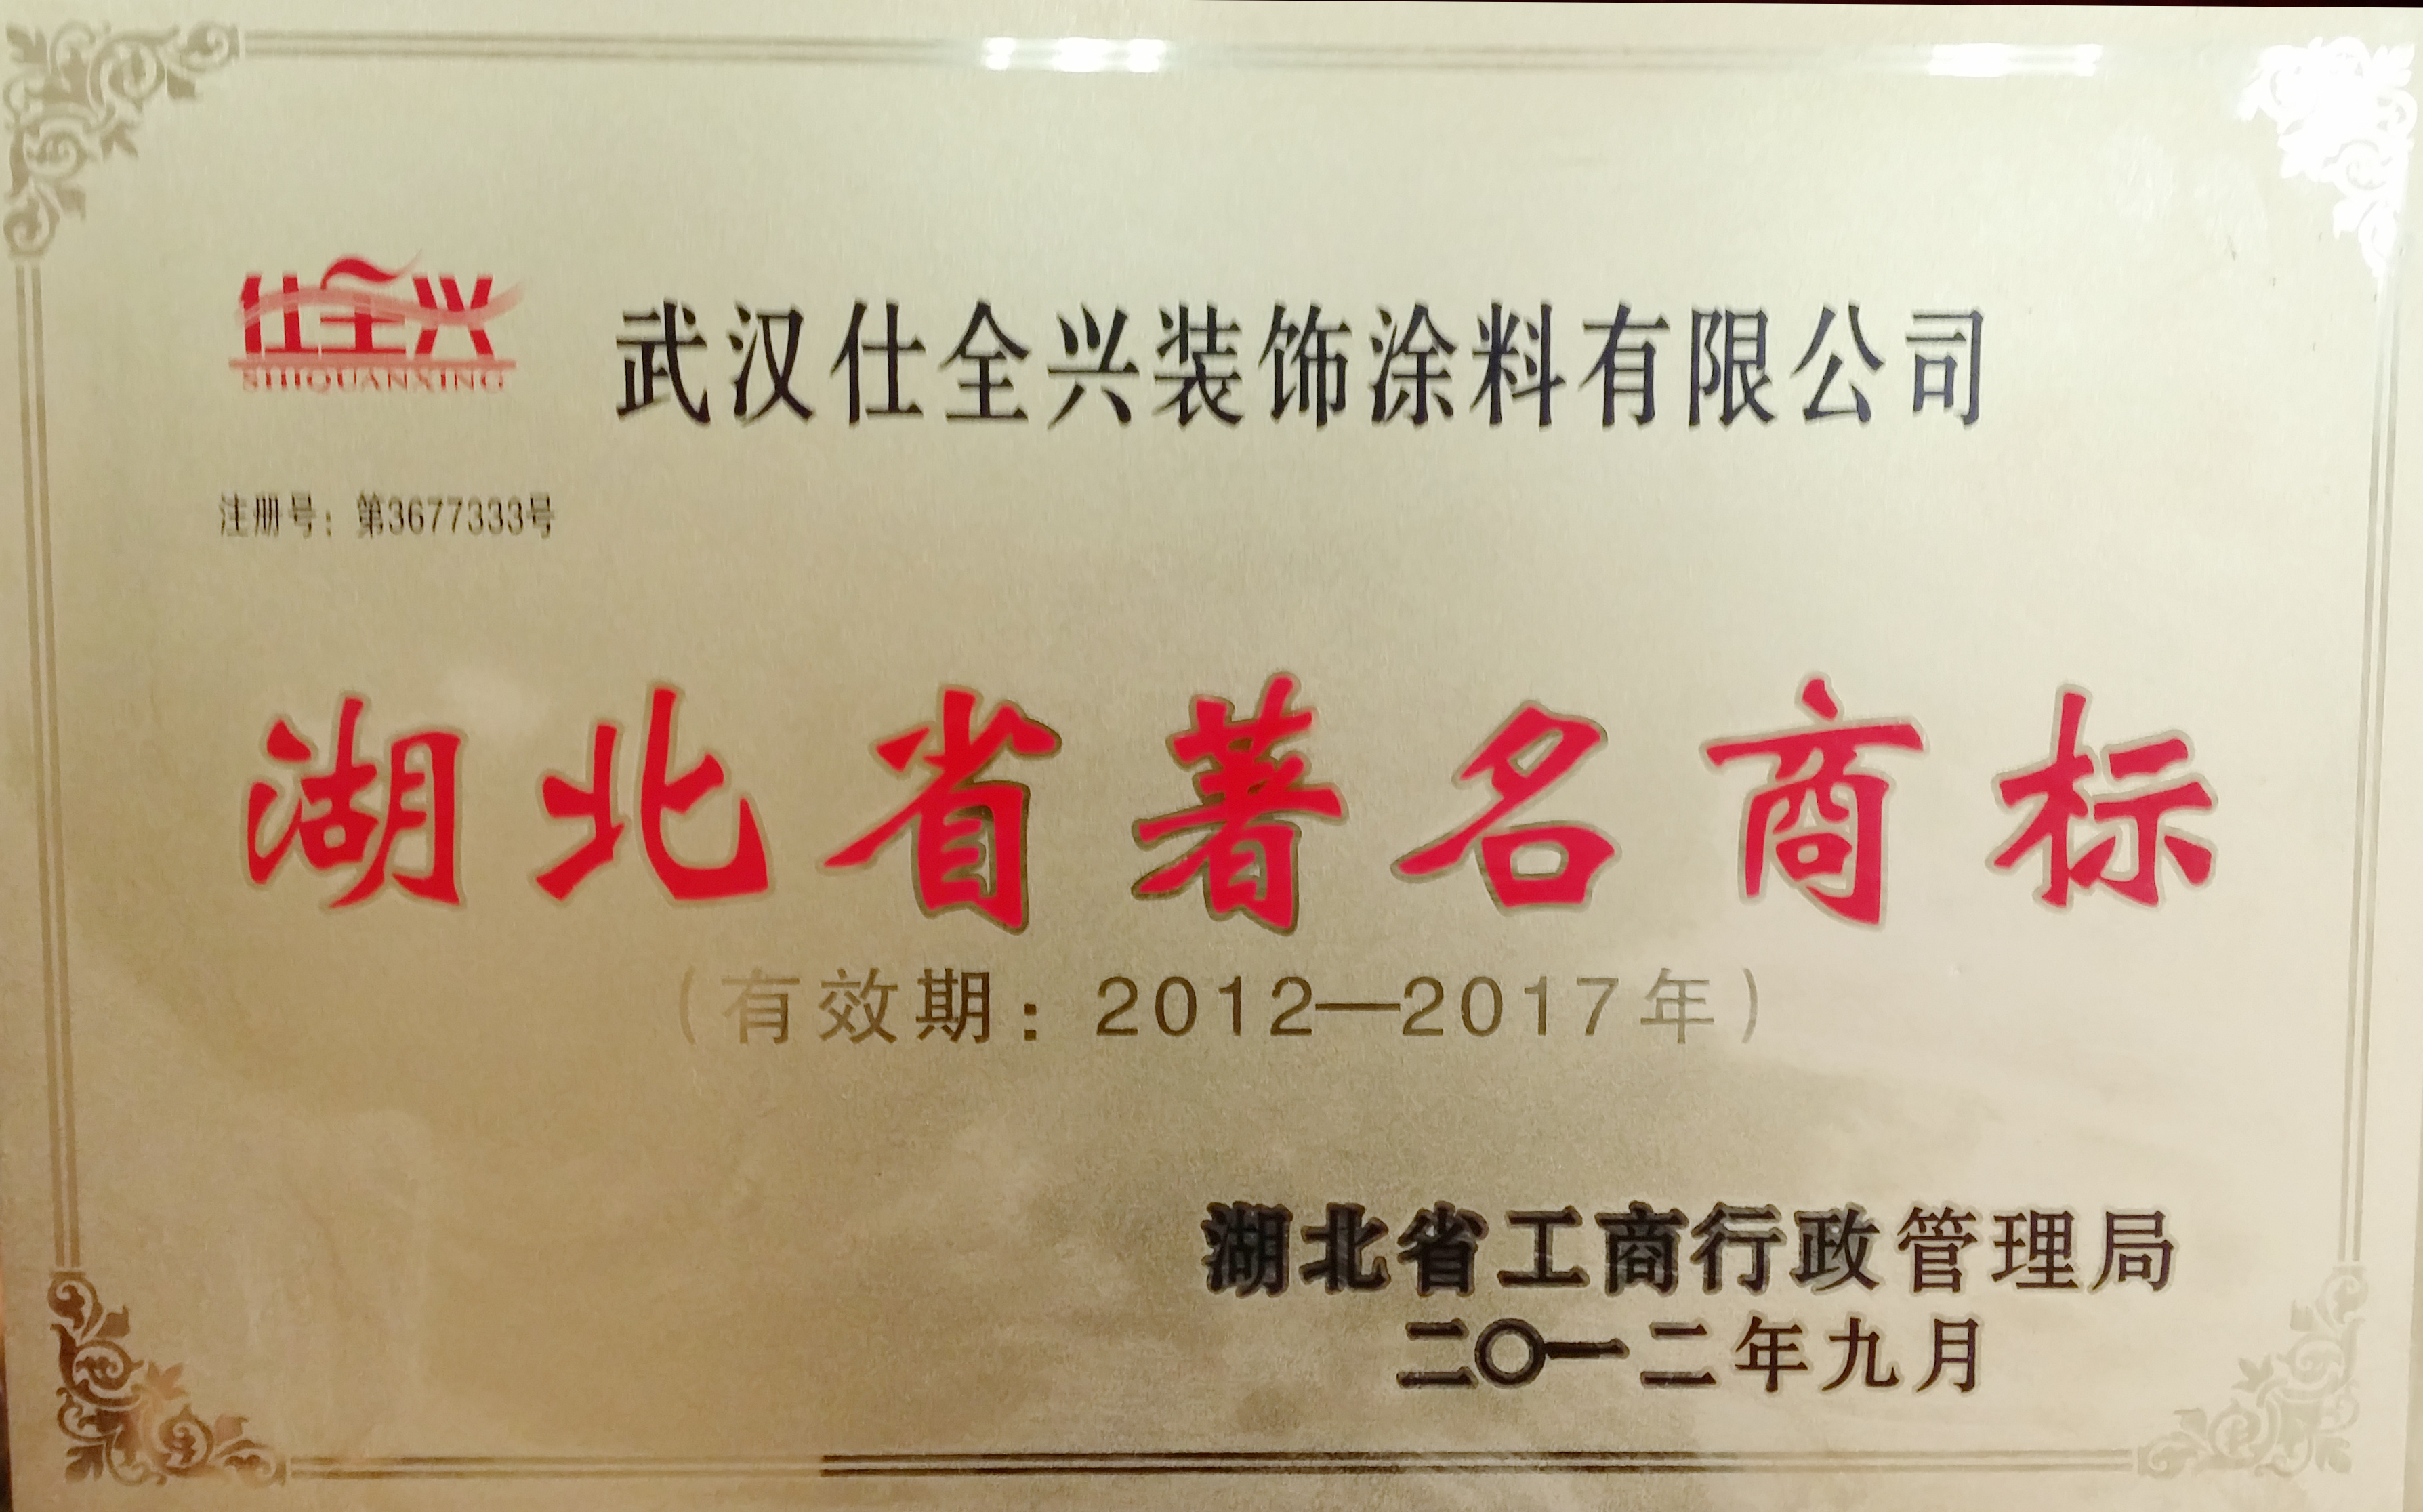 仕全兴
SHIQUANXING
武汉仕全兴装饰涂料有限公司
注册号：第3677333号
湖北省著名商标
（有效期：2012—2017年）
湖北省工商行政管理局
二〇一二年九月